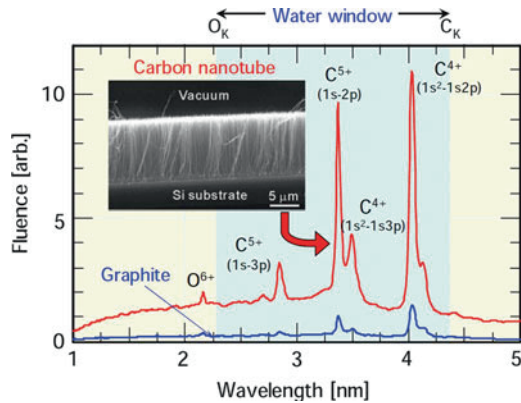 Water window
O_K
C_K
Carbon nanotube
Vacuum
Si substrate
5 μm
C⁵⁺
(1s-2p)
C⁴⁺
(1s²-1s2p)
C⁴⁺
(1s²-1s3p)
C⁵⁺
(1s-3p)
O⁶⁺
Graphite
Fluence [arb.]
10
5
0
1
2
3
4
5
Wavelength [nm]